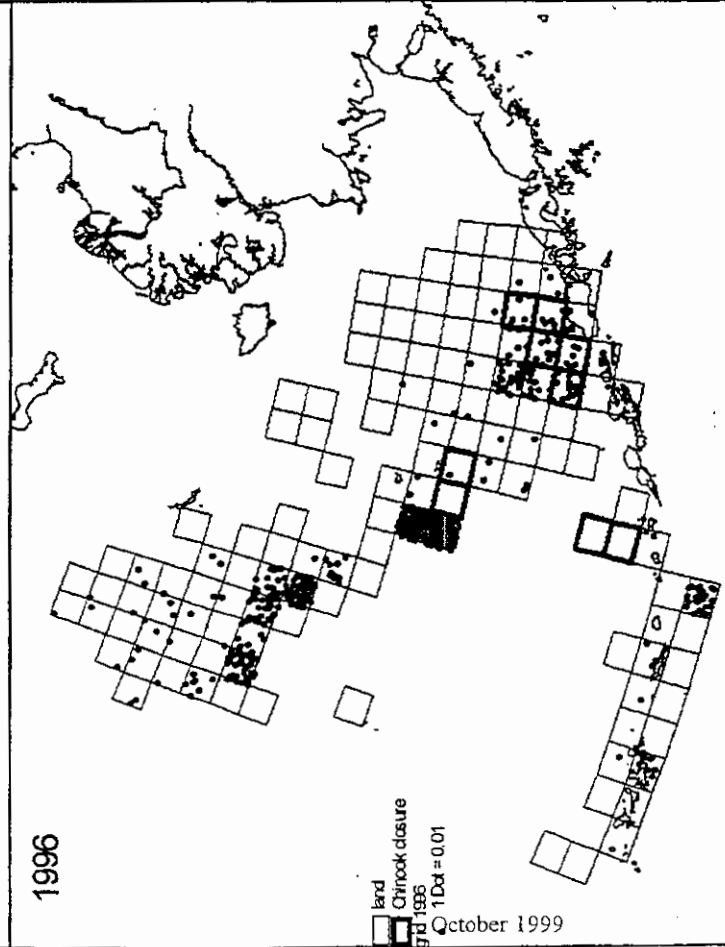 1996
land
Chinook closure
grid 1996
1 Dot = 0.01
October 1999